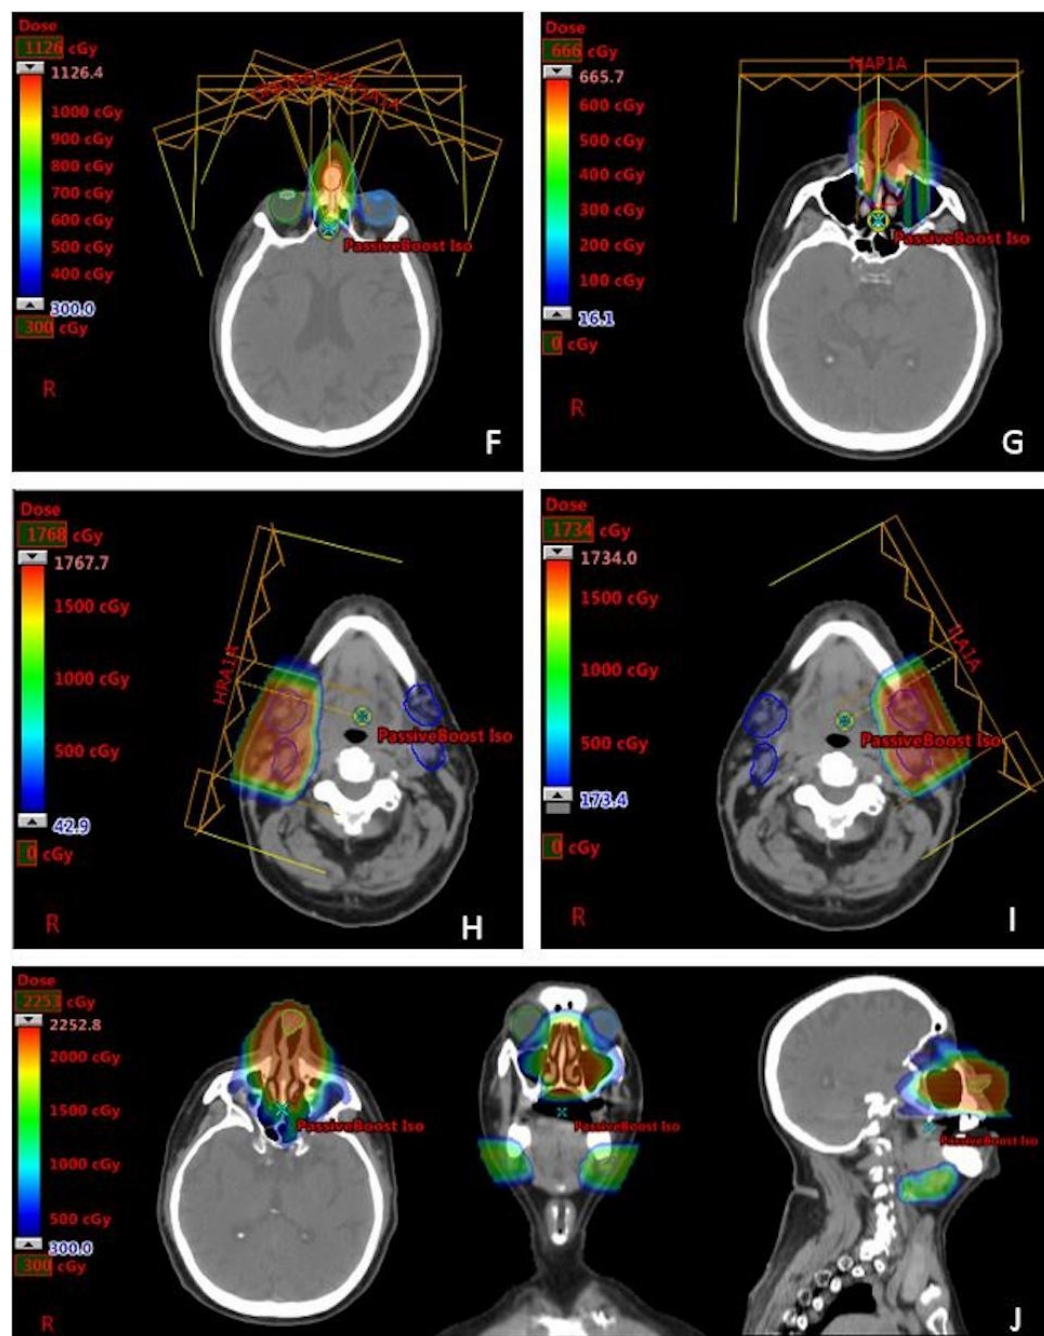 Dose
1126 cGy
1126.4
1000 cGy
900 cGy
800 cGy
700 cGy
600 cGy
500 cGy
400 cGy
300.0
300 cGy
PassiveBoost Iso
R
F
Dose
666 cGy
665.7
600 cGy
500 cGy
400 cGy
300 cGy
200 cGy
100 cGy
16.1
0 cGy
MAP1A
PassiveBoost Iso
R
G
Dose
1768 cGy
1767.7
1500 cGy
1000 cGy
500 cGy
42.9
0 cGy
HRA1A
PassiveBoost Iso
R
H
Dose
1734 cGy
1734.0
1500 cGy
1000 cGy
500 cGy
173.4
0 cGy
PassiveBoost Iso
R
I
Dose
2253 cGy
2252.8
2000 cGy
1500 cGy
1000 cGy
500 cGy
300.0
300 cGy
PassiveBoost Iso
PassiveBoost Iso
PassiveBoost Iso
R
J